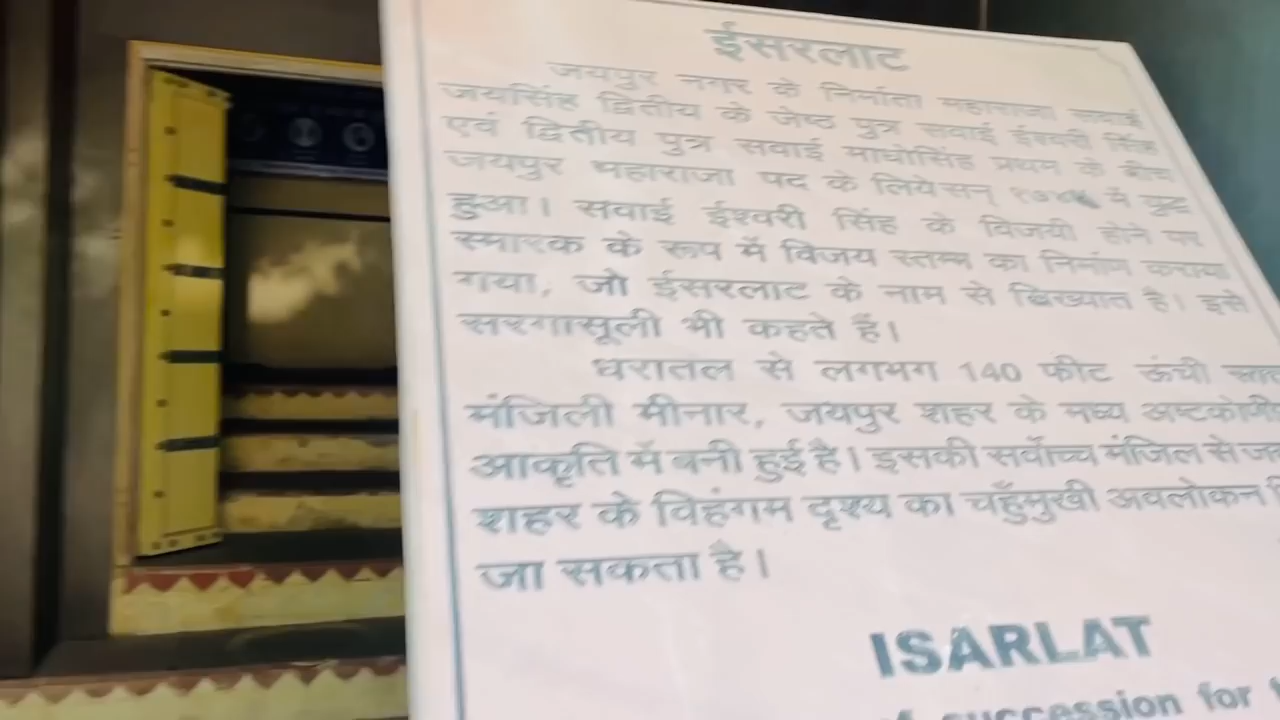 ईसरलाट
जयपुर नगर के निर्माता महाराजा सवाई
जयसिंह द्वितीय के जेष्ठ पुत्र सवाई ईश्वरी सिंह
एवं द्वितीय पुत्र सवाई माधोसिंह प्रथम के बीच
जयपुर महाराजा पद के लिये सन् में युद्ध
हुआ। सवाई ईश्वरी सिंह के विजयी होने पर
स्मारक के रूप में विजय स्तम्भ का निर्माण कराया
गया, जो ईसरलाट के नाम से विख्यात है। इसे
सरगासूली भी कहते हैं।
धरातल से लगभग 140 फीट ऊंची
मंजिली मीनार, जयपुर शहर के मध्य अष्टकोणीय
आकृति में बनी हुई है। इसकी सर्वोच्च मंजिल से
शहर के विहंगम दृश्य का चहुँमुखी अवलोकन
जा सकता है।
ISARLAT
succession for